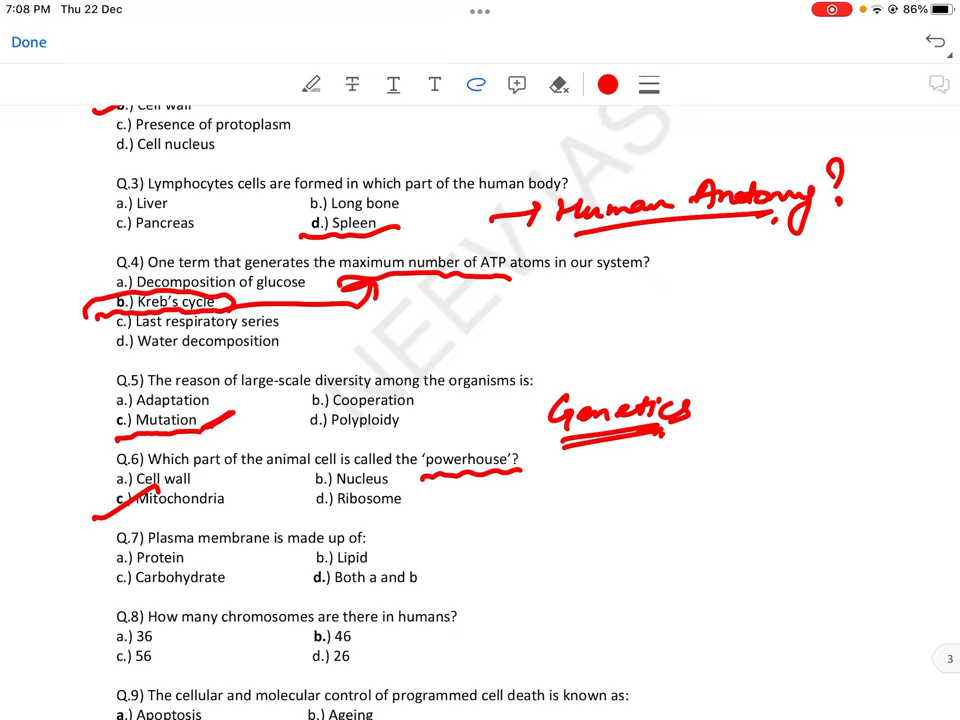 7:08 PM Thu 22 Dec
86%
Done
b.) Cell wall
c.) Presence of protoplasm
d.) Cell nucleus
Q.3) Lymphocytes cells are formed in which part of the human body?
a.) Liver b.) Long bone
c.) Pancreas d.) Spleen
→ Human Anatomy?
Q.4) One term that generates the maximum number of ATP atoms in our system?
a.) Decomposition of glucose
b.) Kreb's cycle
c.) Last respiratory series
d.) Water decomposition
Q.5) The reason of large-scale diversity among the organisms is:
a.) Adaptation b.) Cooperation
c.) Mutation d.) Polyploidy
Genetics
Q.6) Which part of the animal cell is called the ‘powerhouse’?
a.) Cell wall b.) Nucleus
c.) Mitochondria d.) Ribosome
Q.7) Plasma membrane is made up of:
a.) Protein b.) Lipid
c.) Carbohydrate d.) Both a and b
Q.8) How many chromosomes are there in humans?
a.) 36 b.) 46
c.) 56 d.) 26
3
Q.9) The cellular and molecular control of programmed cell death is known as:
a.) Apoptosis b.) Ageing
NEEV IAS